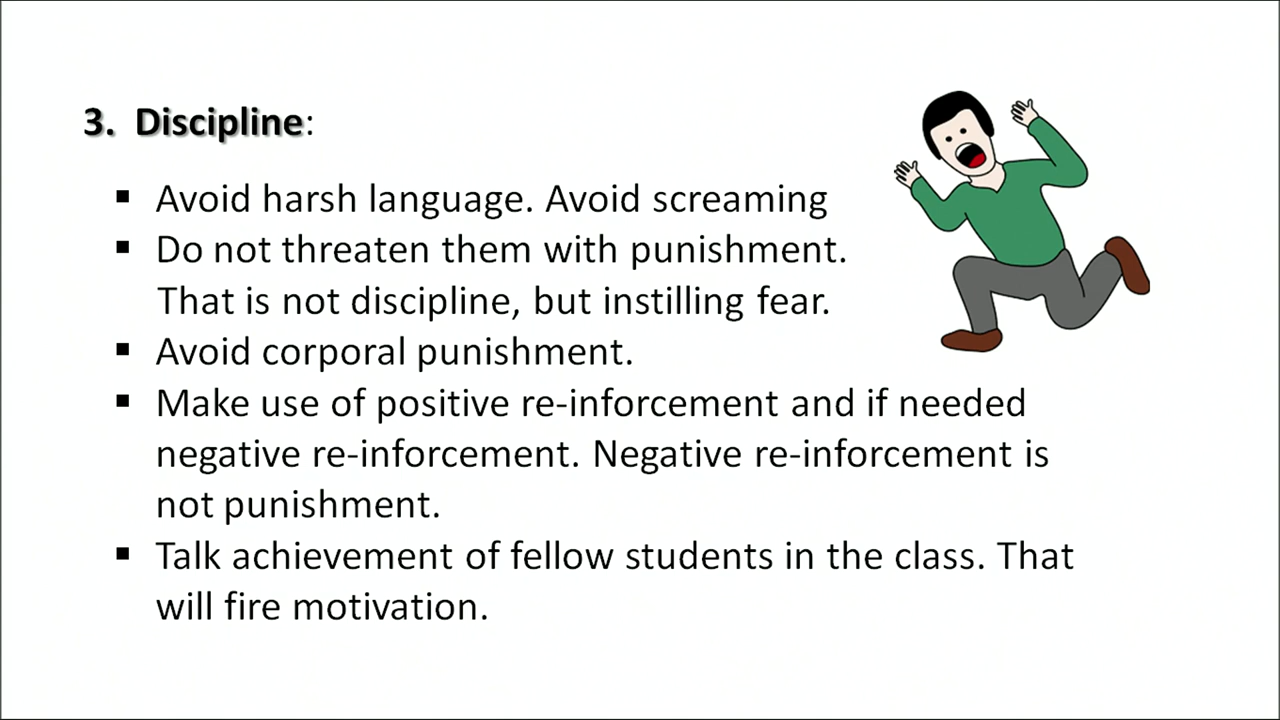 3. Discipline:
▪ Avoid harsh language. Avoid screaming
▪ Do not threaten them with punishment.
That is not discipline, but instilling fear.
▪ Avoid corporal punishment.
▪ Make use of positive re-inforcement and if needed
negative re-inforcement. Negative re-inforcement is
not punishment.
▪ Talk achievement of fellow students in the class. That
will fire motivation.